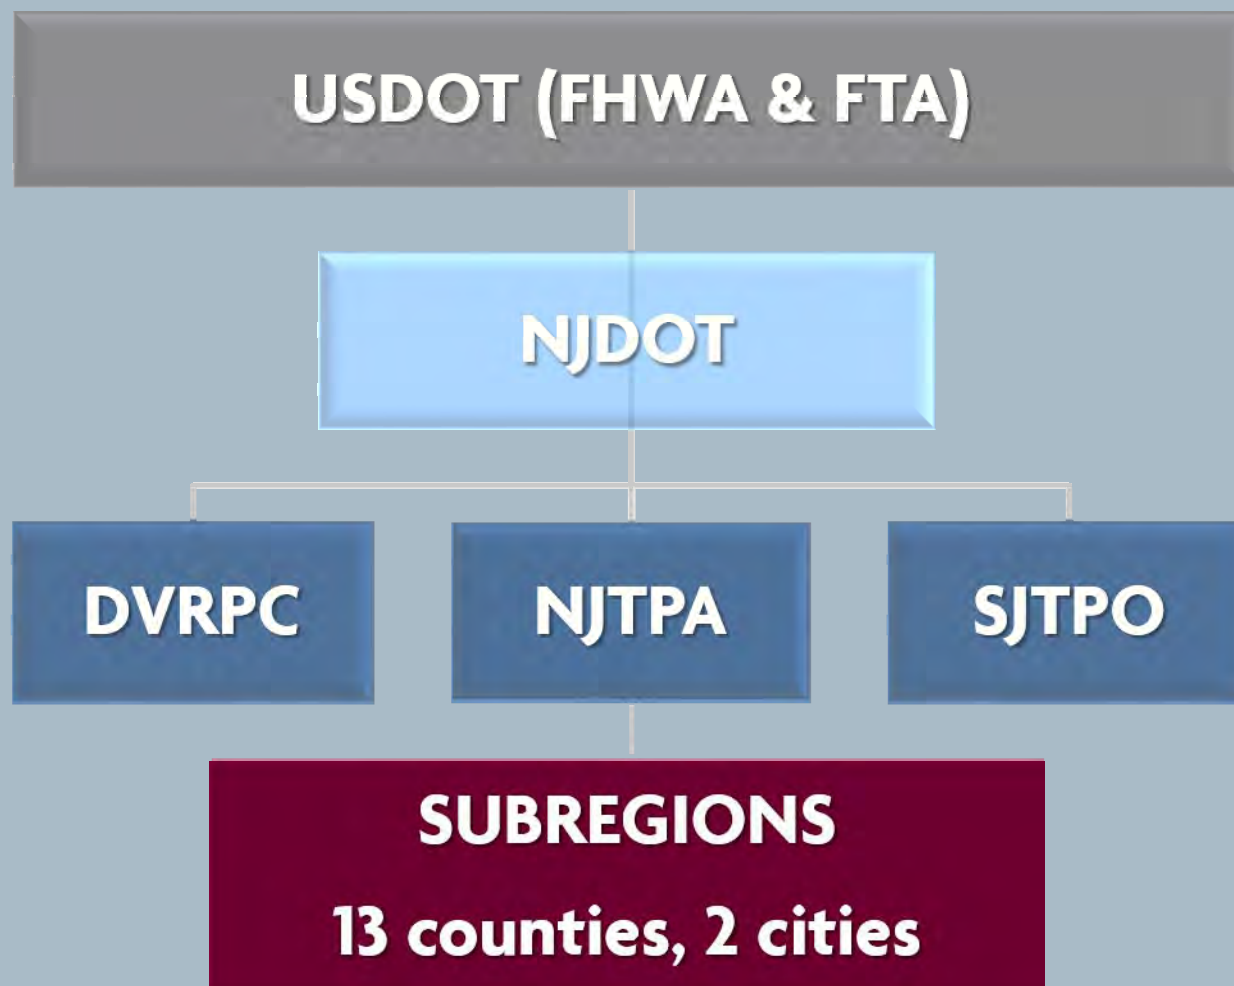 USDOT (FHWA & FTA)
NJDOT
DVRPC
NJTPA
SJTPO
SUBREGIONS
13 counties, 2 cities